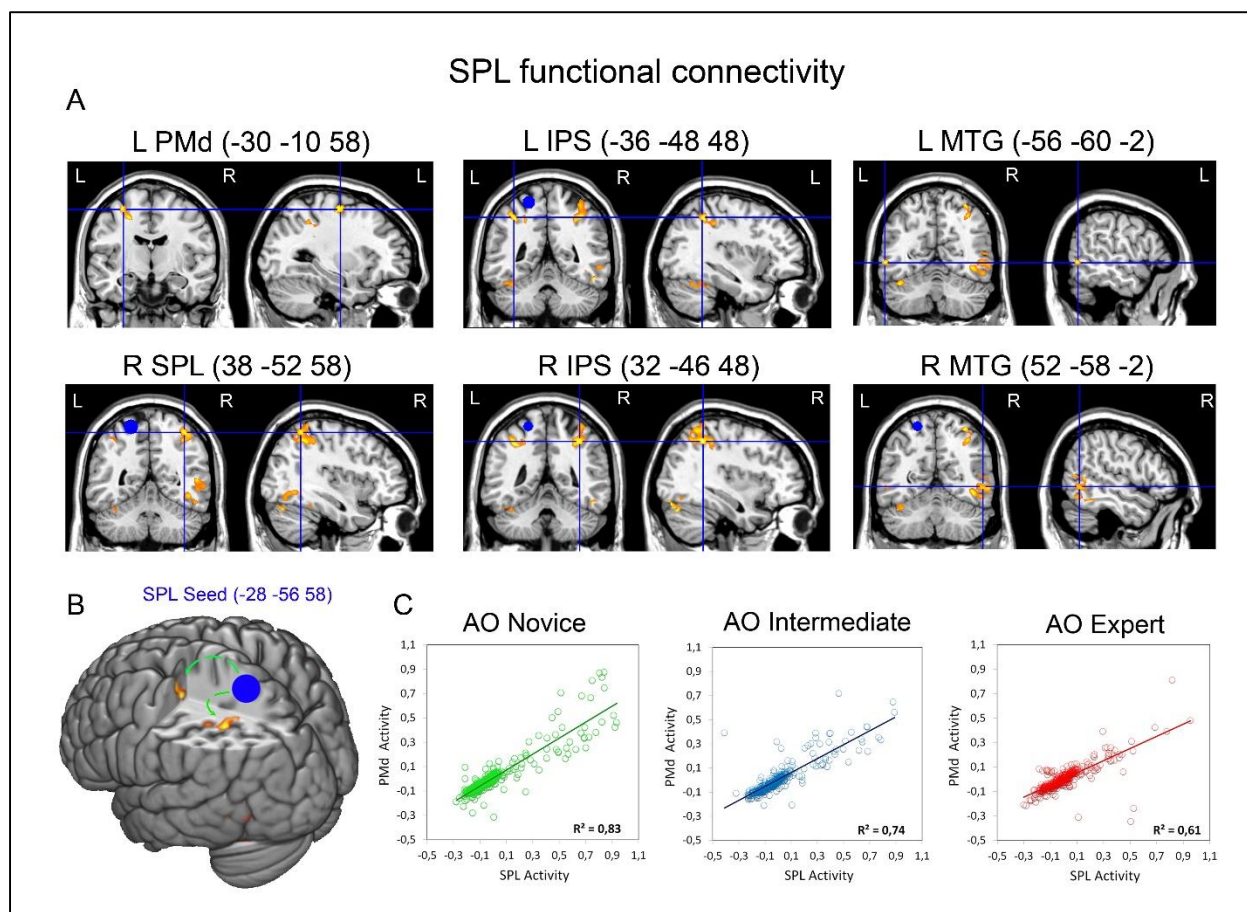 SPL functional connectivity
A
L PMd (-30 -10 58)
L IPS (-36 -48 48)
L MTG (-56 -60 -2)
L R L
L R L
L R L
R SPL (38 -52 58)
R IPS (32 -46 48)
R MTG (52 -58 -2)
L R R
L R R
L R R
B
SPL Seed (-28 -56 58)
C
AO Novice
1,1
0,9
0,7
0,5
0,3
0,1
-0,1
-0,3
-0,5
PMd Activity
R² = 0,83
-0,5 -0,3 -0,1 0,1 0,3 0,5 0,7 0,9 1,1
SPL Activity
AO Intermediate
1,1
0,9
0,7
0,5
0,3
0,1
-0,1
-0,3
-0,5
PMd Activity
R² = 0,74
-0,5 -0,3 -0,1 0,1 0,3 0,5 0,7 0,9 1,1
SPL Activity
AO Expert
1,1
0,9
0,7
0,5
0,3
0,1
-0,1
-0,3
-0,5
PMd Activity
R² = 0,61
-0,5 -0,3 -0,1 0,1 0,3 0,5 0,7 0,9 1,1
SPL Activity